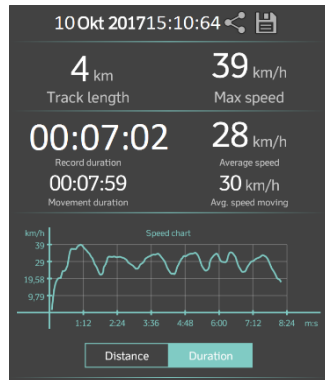 10 Okt 2017 15:10:64
4 km
Track length
39 km/h
Max speed
00:07:02
Record duration
28 km/h
Average speed
00:07:59
Movement duration
30 km/h
Avg. speed moving
km/h
Speed chart
39
29
19,58
9,79
1:12 2:24 3:36 4:48 6:00 7:12 8:24 m:s
Distance
Duration